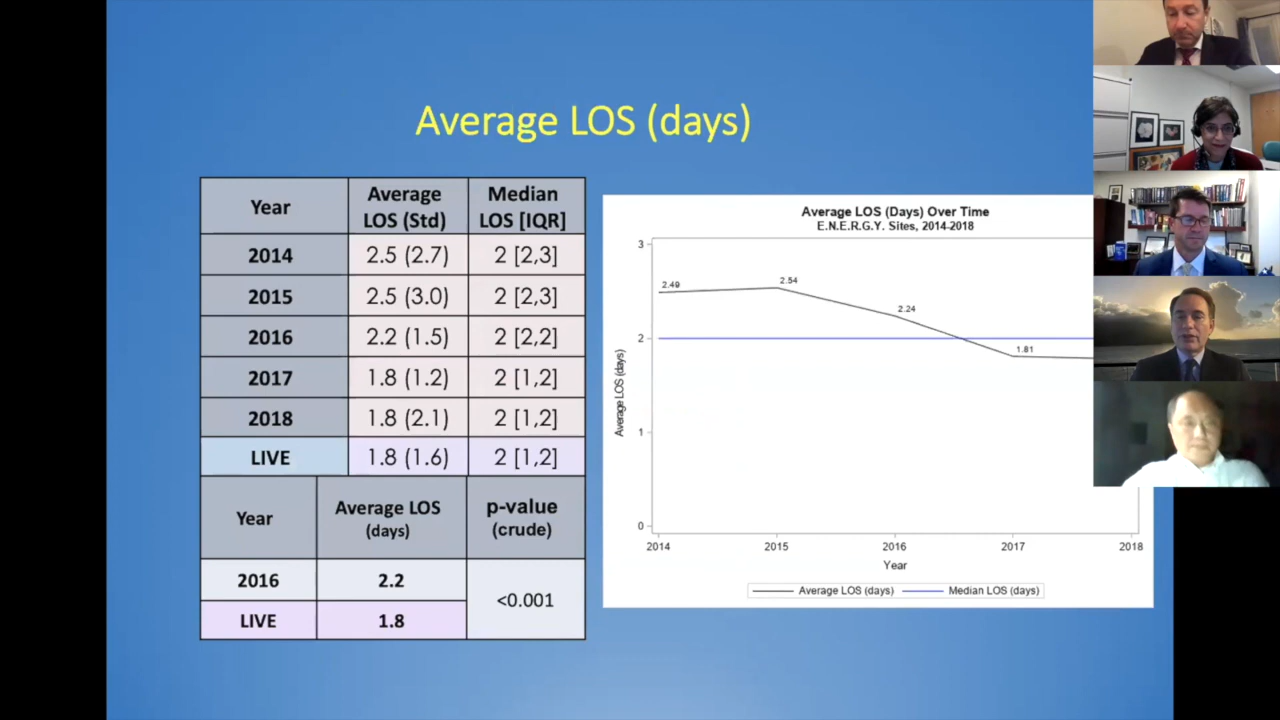 Average LOS (days)
Year Average LOS (Std) Median LOS [IQR]
2014 2.5 (2.7) 2 [2,3]
2015 2.5 (3.0) 2 [2,3]
2016 2.2 (1.5) 2 [2,2]
2017 1.8 (1.2) 2 [1,2]
2018 1.8 (2.1) 2 [1,2]
LIVE 1.8 (1.6) 2 [1,2]
Year Average LOS (days) p-value (crude)
2016 2.2
<0.001
LIVE 1.8
Average LOS (Days) Over Time
E.N.E.R.G.Y. Sites, 2014-2018
3
2
1
0
Average LOS (days)
2.49
2.54
2.24
1.81
2014 2015 2016 2017 2018
Year
Average LOS (days) Median LOS (days)